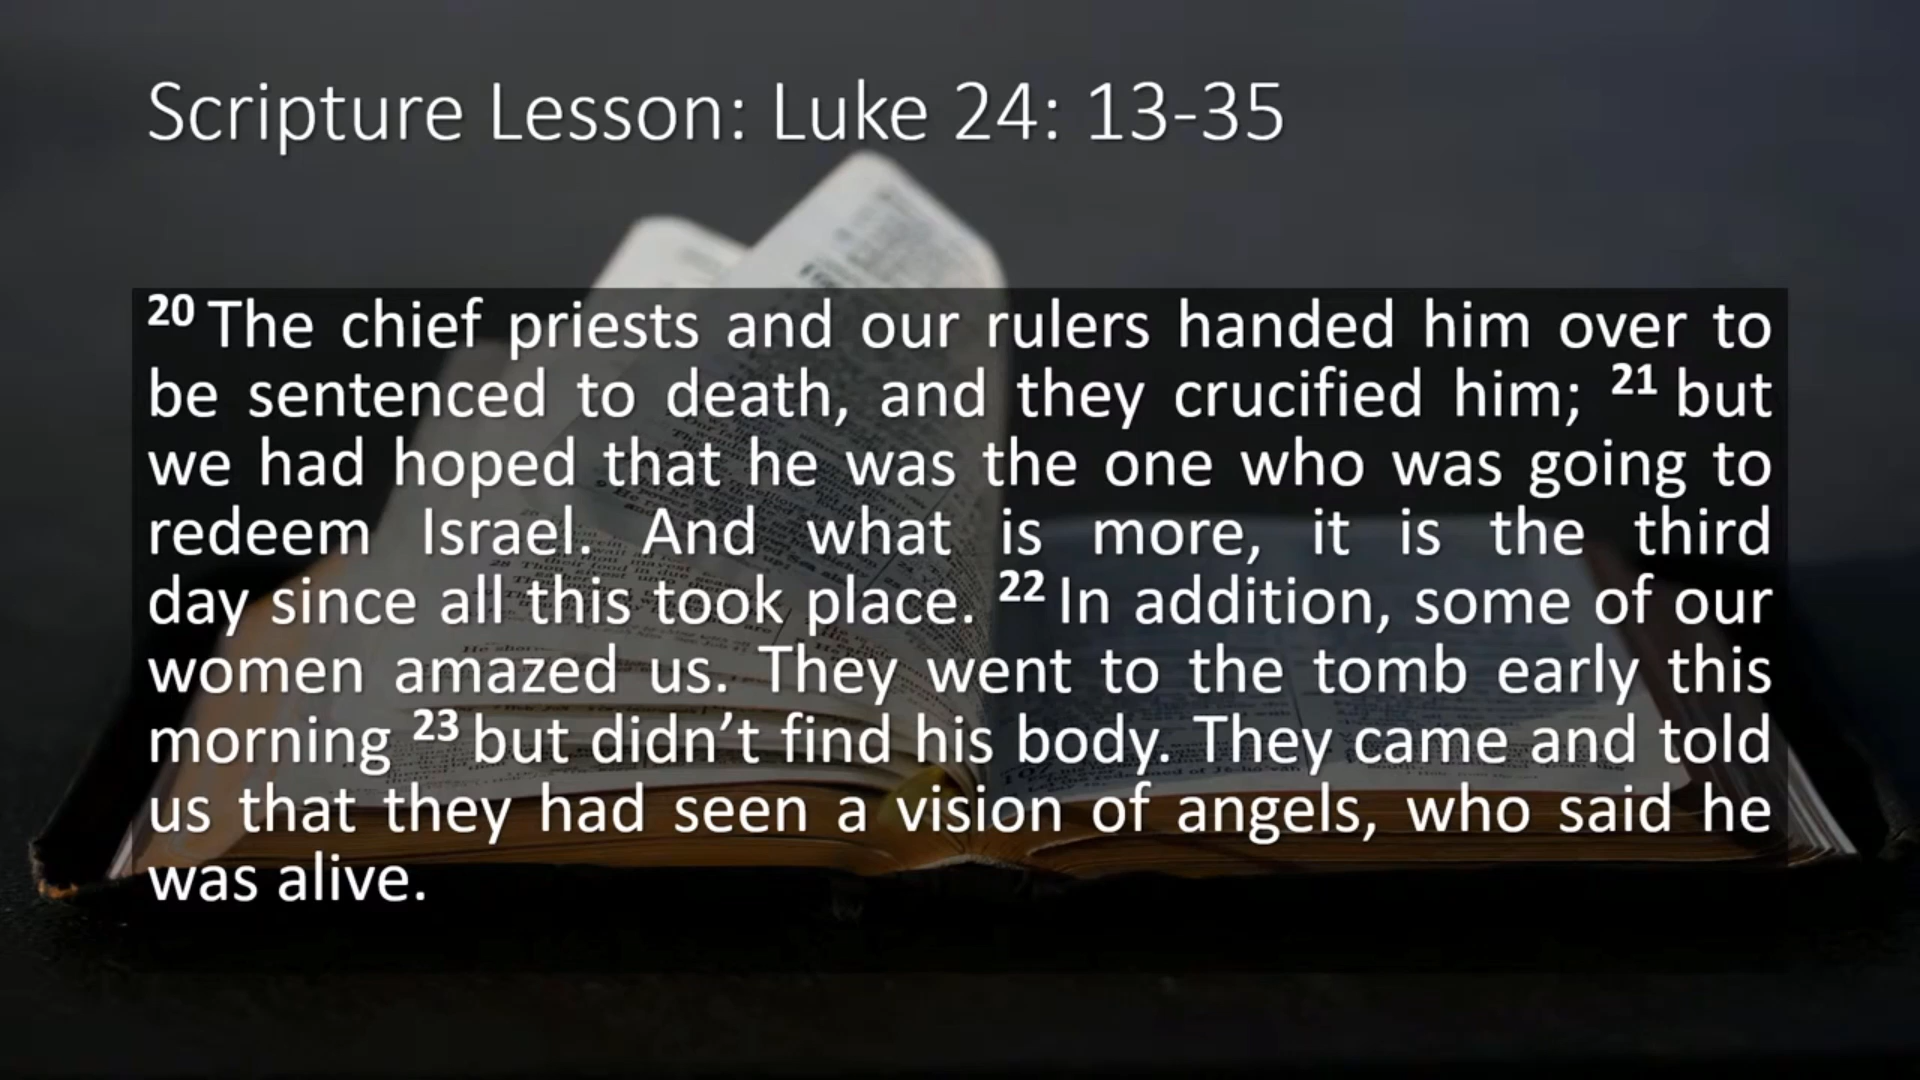 Scripture Lesson: Luke 24: 13-35
20 The chief priests and our rulers handed him over to
be sentenced to death, and they crucified him; 21 but
we had hoped that he was the one who was going to
redeem Israel. And what is more, it is the third
day since all this took place. 22 In addition, some of our
women amazed us. They went to the tomb early this
morning 23 but didn’t find his body. They came and told
us that they had seen a vision of angels, who said he
was alive.